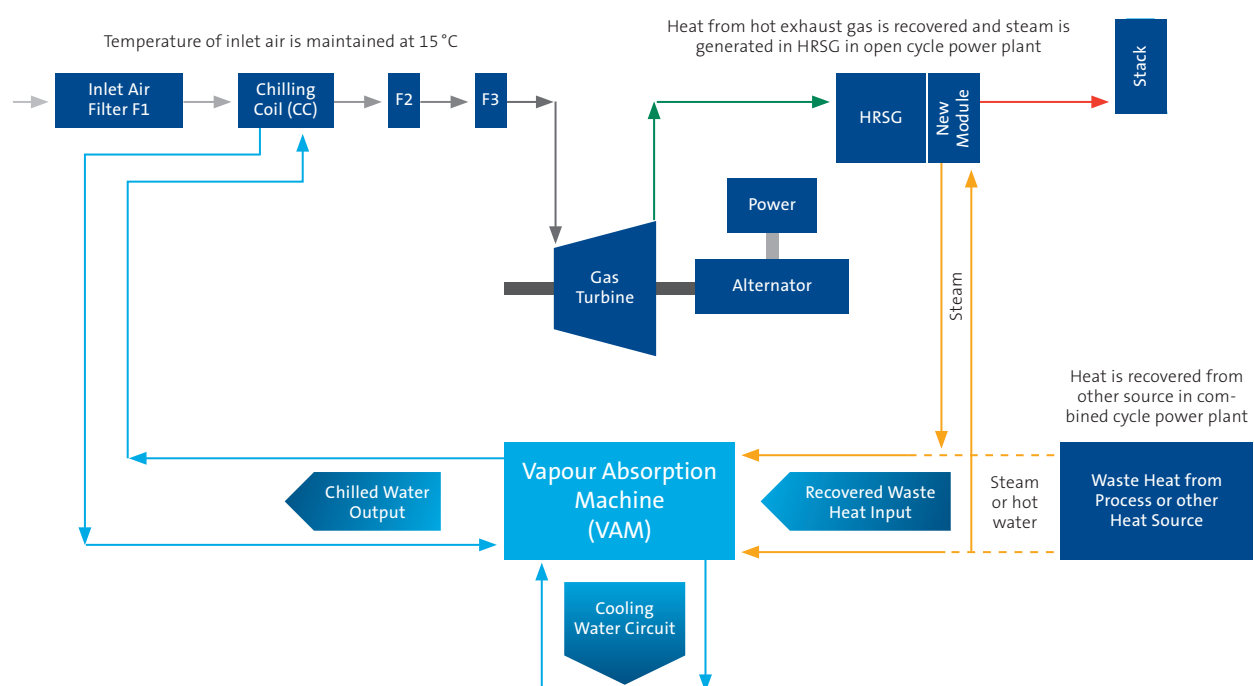 Temperature of inlet air is maintained at 15 °C
Heat from hot exhaust gas is recovered and steam is
generated in HRSG in open cycle power plant
Inlet Air
Filter F1
Chilling
Coil (CC)
F2
F3
HRSG
New
Module
Stack
Power
Gas
Turbine
Alternator
Steam
Heat is recovered from
other source in com-
bined cycle power plant
Vapour Absorption
Machine
(VAM)
Chilled Water
Output
Recovered Waste
Heat Input
Steam
or hot
water
Waste Heat from
Process or other
Heat Source
Cooling
Water Circuit